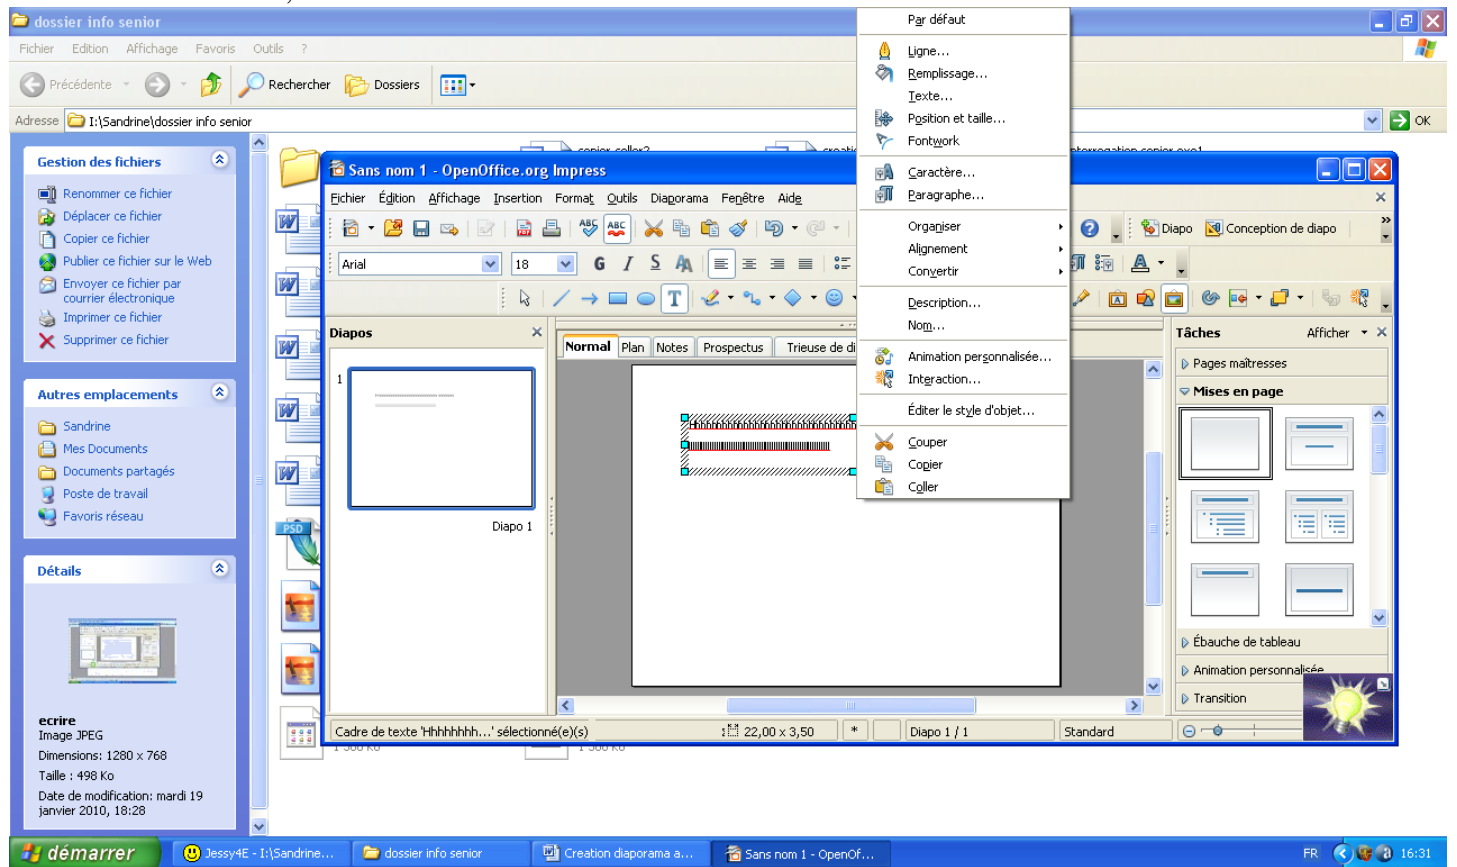 dossier info senior
Fichier Edition Affichage Favoris Outils ?
Précédente Rechercher Dossiers
Adresse I:\Sandrine\dossier info senior OK
Gestion des fichiers
Renommer ce fichier
Déplacer ce fichier
Copier ce fichier
Publier ce fichier sur le Web
Envoyer ce fichier par
courrier électronique
Imprimer ce fichier
Supprimer ce fichier
Autres emplacements
Sandrine
Mes Documents
Documents partagés
Poste de travail
Favoris réseau
Détails
ecrire
Image JPEG
Dimensions: 1280 x 768
Taille : 498 Ko
Date de modification: mardi 19
janvier 2010, 18:28
Sans nom 1 - OpenOffice.org Impress
Fichier Édition Affichage Insertion Format Outils Diaporama Fenêtre Aide
Diapo Conception de diapo
Arial 18 G I S
Diapos
1
Diapo 1
Normal Plan Notes Prospectus Trieuse de di
Par défaut
Ligne...
Remplissage...
Texte...
Position et taille...
Fontwork
Caractère...
Paragraphe...
Organiser
Alignement
Convertir
Description...
Nom...
Animation personnalisée...
Interaction...
Éditer le style d'objet...
Couper
Copier
Coller
Tâches Afficher
Pages maîtresses
Mises en page
Ébauche de tableau
Animation personnalisée
Transition
Cadre de texte 'Hhhhhhhh...' sélectionné(e)(s) 22,00 x 3,50 * Diapo 1 / 1 Standard
démarrer Jessy4E - I:\Sandrine... dossier info senior Creation diaporama a... Sans nom 1 - OpenOf... FR 16:31